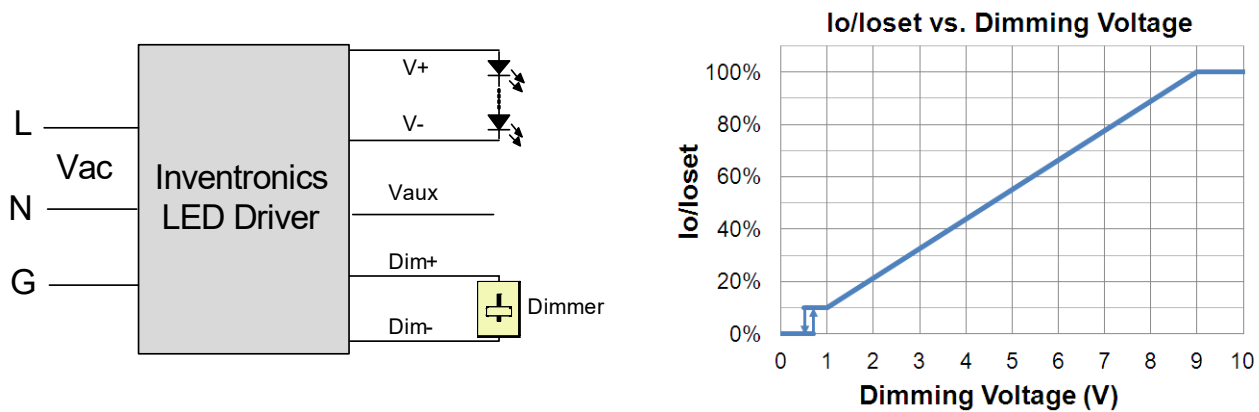 L
Vac
N
G
Inventronics
LED Driver
V+
V-
Vaux
Dim+
Dim-
Dimmer
Io/Ioset vs. Dimming Voltage
Io/Ioset
100%
80%
60%
40%
20%
0%
0 1 2 3 4 5 6 7 8 9 10
Dimming Voltage (V)